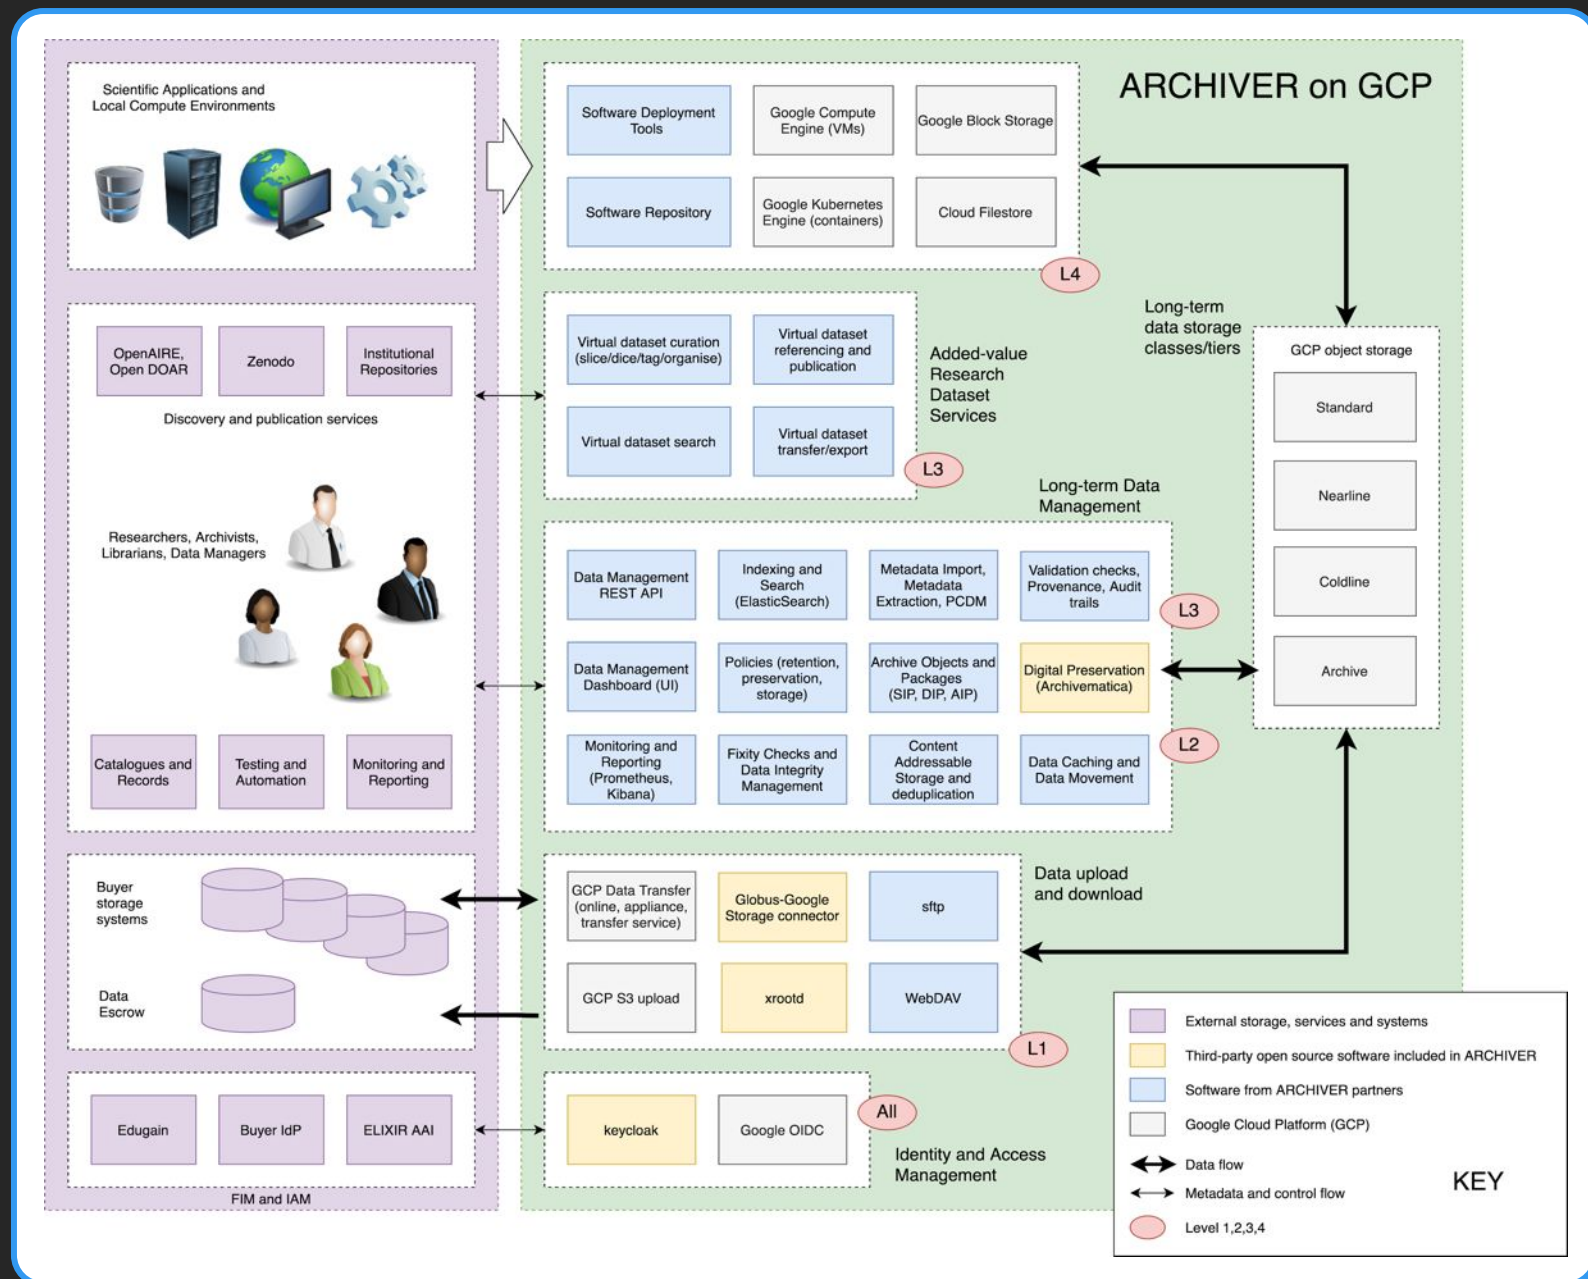 ARCHIVER on GCP
Scientific Applications and
Local Compute Environments
Software Deployment
Tools
Google Compute
Engine (VMs)
Google Block Storage
Software Repository
Google Kubernetes
Engine (containers)
Cloud Filestore
L4
OpenAIRE,
Open DOAR
Zenodo
Institutional
Repositories
Discovery and publication services
Virtual dataset curation
(slice/dice/tag/organise)
Virtual dataset
referencing and
publication
Virtual dataset search
Virtual dataset
transfer/export
Added-value
Research
Dataset
Services
L3
Long-term
data storage
classes/tiers
GCP object storage
Standard
Nearline
Coldline
Archive
Researchers, Archivists,
Librarians, Data Managers
Long-term Data
Management
Data Management
REST API
Indexing and
Search
(ElasticSearch)
Metadata Import,
Metadata
Extraction, PCDM
Validation checks,
Provenance, Audit
trails
L3
Data Management
Dashboard (UI)
Policies (retention,
preservation,
storage)
Archive Objects and
Packages
(SIP, DIP, AIP)
Digital Preservation
(Archivematica)
L2
Catalogues and
Records
Testing and
Automation
Monitoring and
Reporting
Monitoring and
Reporting
(Prometheus,
Kibana)
Fixity Checks and
Data Integrity
Management
Content
Addressable
Storage and
deduplication
Data Caching and
Data Movement
Buyer
storage
systems
Data
Escrow
GCP Data Transfer
(online, appliance,
transfer service)
Globus-Google
Storage connector
sftp
GCP S3 upload
xrootd
WebDAV
Data upload
and download
L1
Edugain
Buyer IdP
ELIXIR AAI
FIM and IAM
keycloak
Google OIDC
All
Identity and Access
Management
External storage, services and systems
Third-party open source software included in ARCHIVER
Software from ARCHIVER partners
Google Cloud Platform (GCP)
Data flow
Metadata and control flow
Level 1,2,3,4
KEY